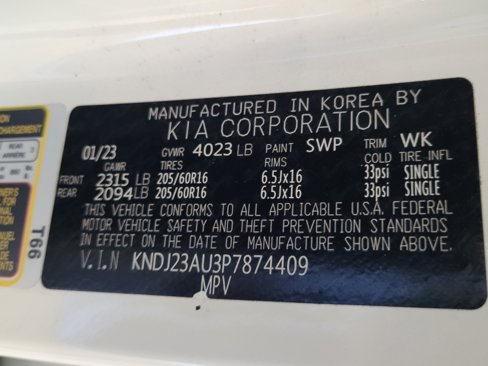 MANUFACTURED IN KOREA BY
KIA CORPORATION
01/23 GVWR 4023 LB PAINT SWP TRIM WK
GAWR TIRES RIMS COLD TIRE INFL
FRONT 2315 LB 205/60R16 6.5Jx16 33psi SINGLE
REAR 2094 LB 205/60R16 6.5Jx16 33psi SINGLE
THIS VEHICLE CONFORMS TO ALL APPLICABLE U.S.A. FEDERAL
MOTOR VEHICLE SAFETY AND THEFT PREVENTION STANDARDS
IN EFFECT ON THE DATE OF MANUFACTURE SHOWN ABOVE.
V.I.N KNDJ23AU3P7874409
MPV
T66
REAR
ARRIÈRE